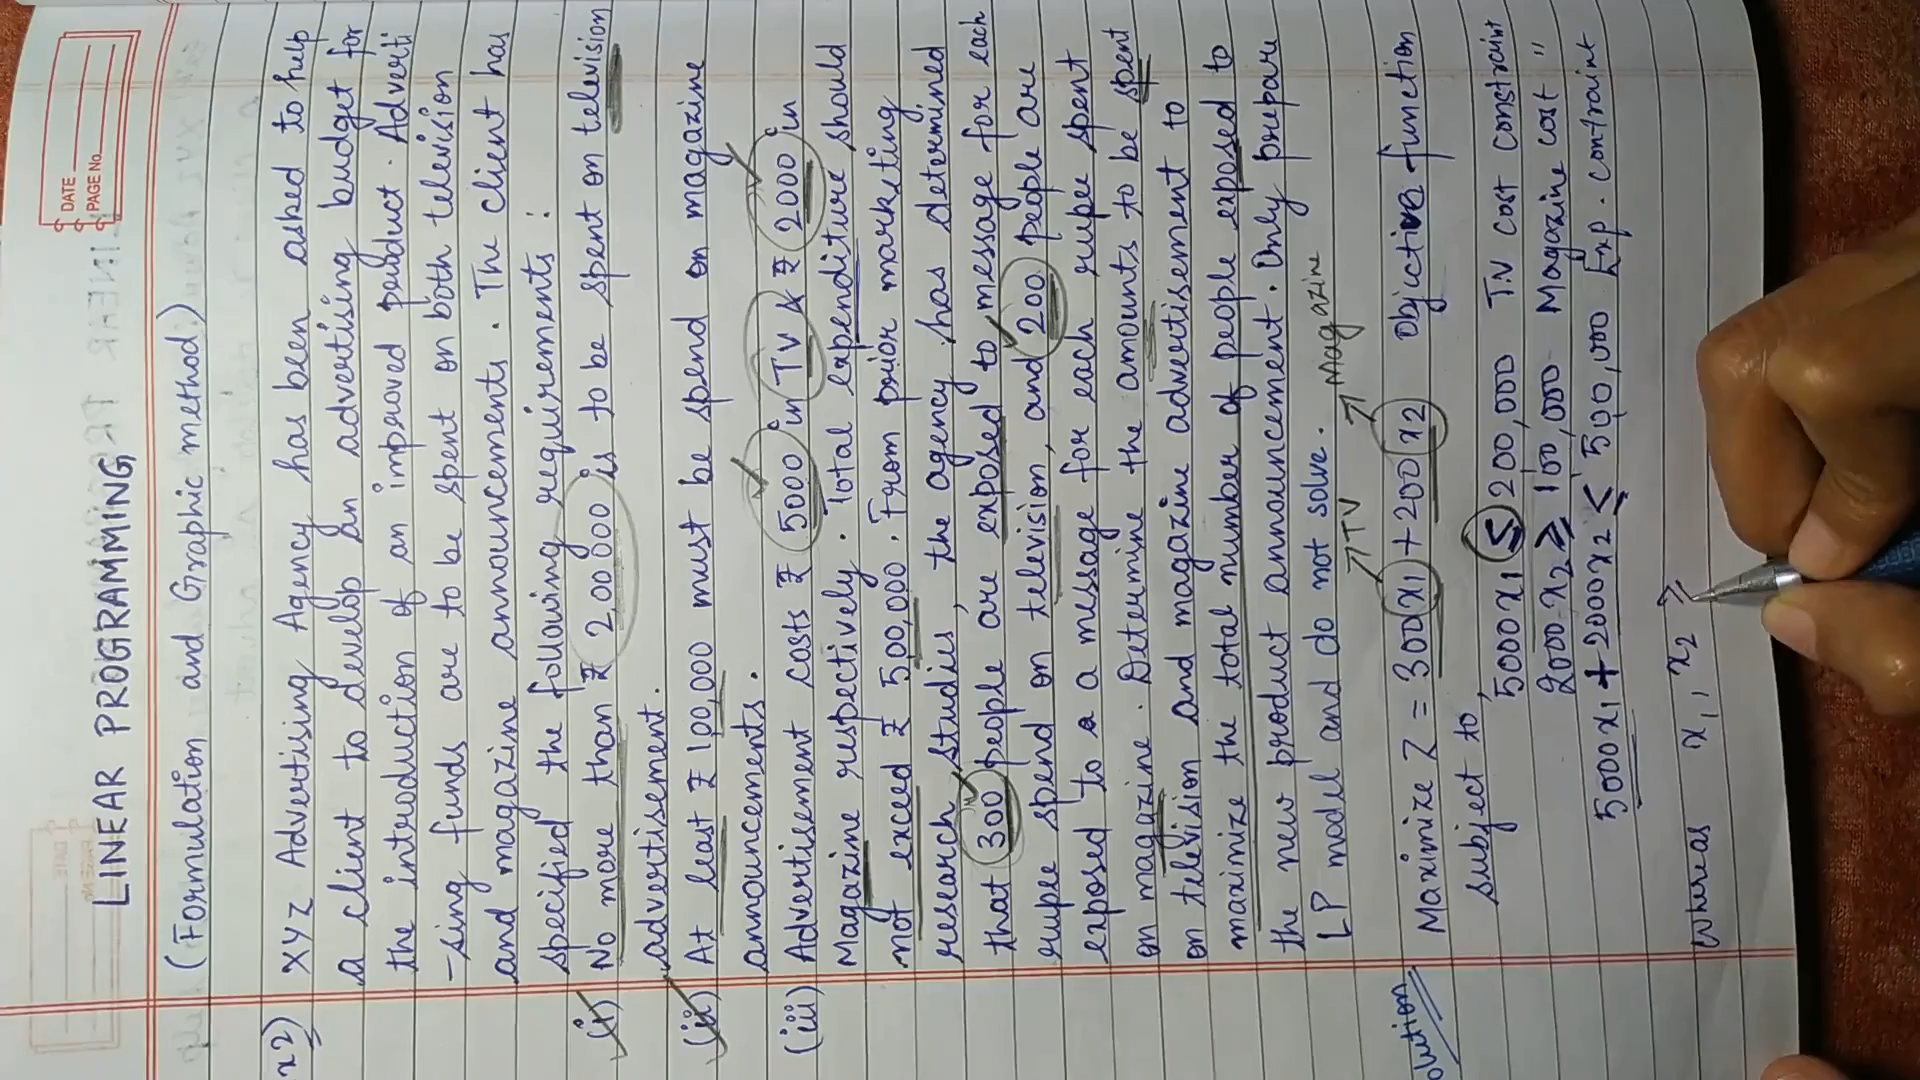 DATE
PAGE No.
LINEAR PROGRAMMING
(Formulation and Graphic method.)
x2) XYZ Advertising Agency has been asked to help
a client to develop an advertising budget for
the introduction of an improved product. Adverti
-sing funds are to be spent on both television
and magazine announcements. The client has
specified the following requirements:
(i) No more than ₹ 2,00,000 is to be spent on television
advertisement.
(ii) At least ₹ 100,000 must be spend on magazine
announcements.
(iii) Advertisement costs ₹ 5000 in TV & ₹ 2000 in
Magazine respectively. Total expenditure should
not exceed ₹ 500,000. From prior marketing
research studies, the agency has determined
that 300 people are exposed to message for each
rupee spend on television, and 200 people are
exposed to a message for each rupee spent
on magazine. Determine the amounts to be spent
on television and magazine advertisement to
maximize the total number of people exposed to
the new product announcement. Only prepare
LP model and do not solve.
TV Magazine
olution Maximize Z = 300x1 + 200x2 Objective function
subject to,
5000x1 ≤ 200,000 T.V cost constraint
2000x2 ≥ 100,000 Magazine cost "
5000x1 + 2000x2 ≤ 500,000 Exp. contraint
whereas x1, x2 ≥